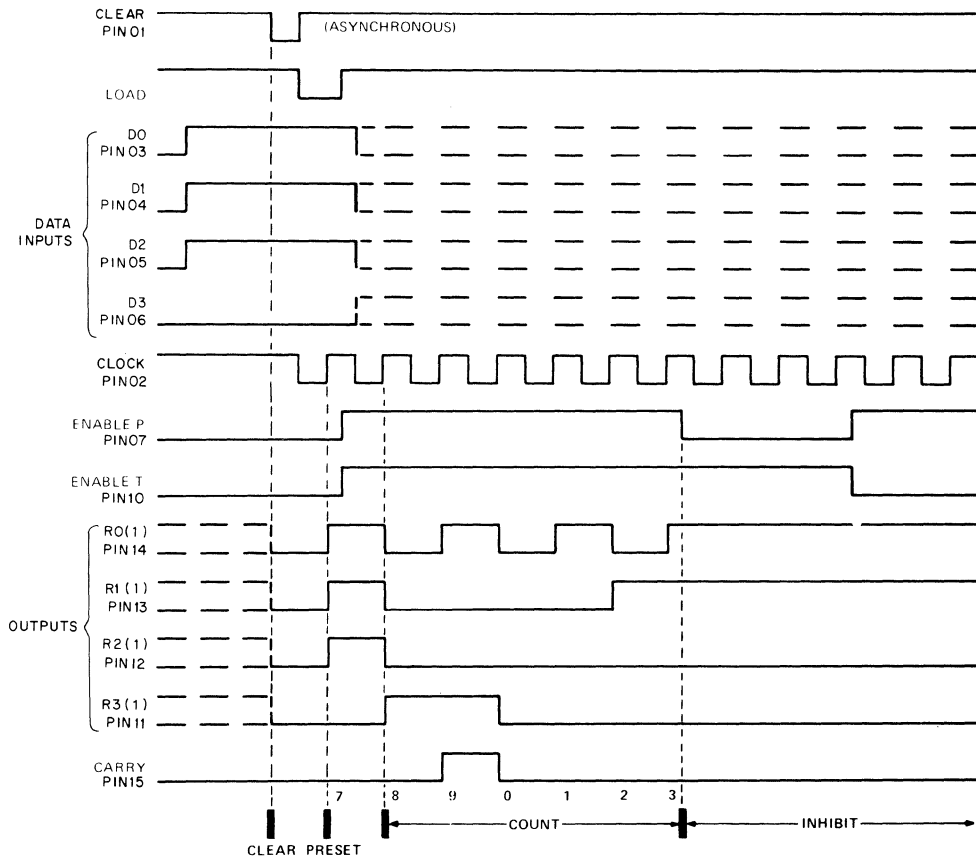 CLEAR
PIN 01
(ASYNCHRONOUS)
LOAD
D0
PIN 03
D1
PIN 04
DATA
INPUTS
D2
PIN 05
D3
PIN 06
CLOCK
PIN 02
ENABLE P
PIN 07
ENABLE T
PIN 10
R0(1)
PIN 14
R1(1)
PIN 13
OUTPUTS
R2(1)
PIN 12
R3(1)
PIN 11
CARRY
PIN 15
7 8 9 0 1 2 3
COUNT INHIBIT
CLEAR PRESET